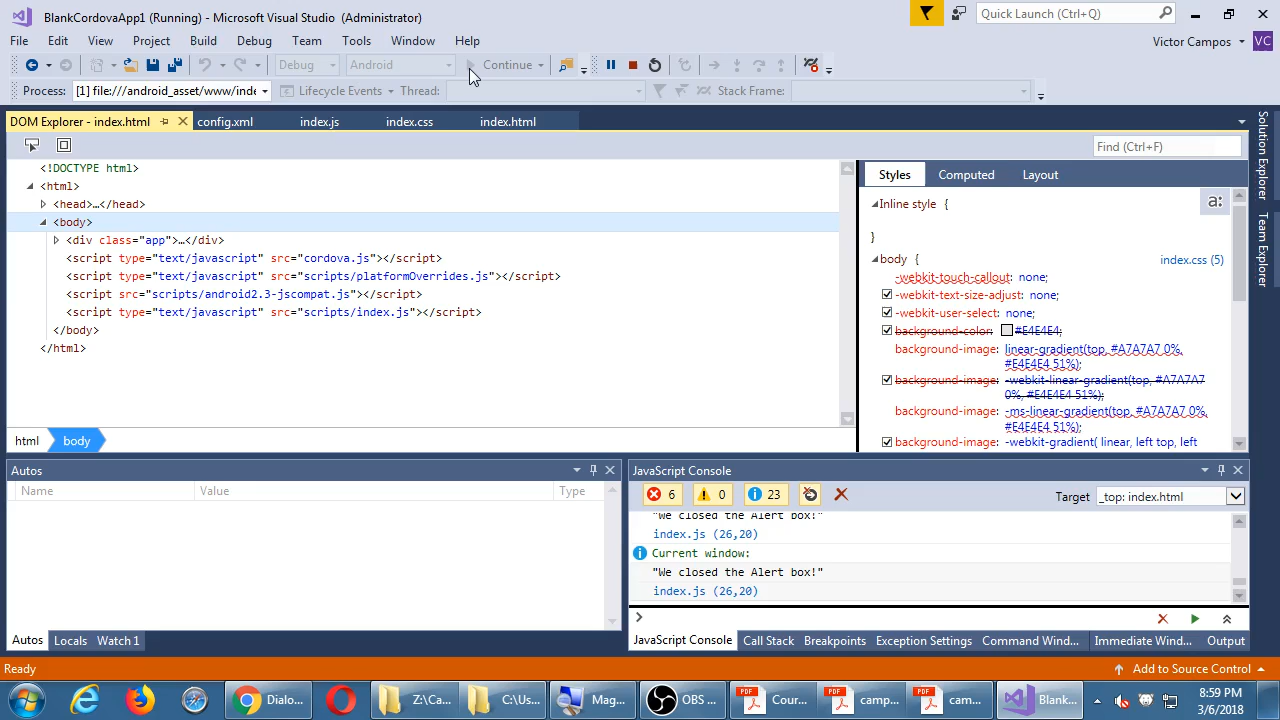 BlankCordovaApp1 (Running) - Microsoft Visual Studio (Administrator)
Quick Launch (Ctrl+Q)
File Edit View Project Build Debug Team Tools Window Help
Victor Campos VC
Debug Android Continue
Process: [1] file:///android_asset/www/inde Lifecycle Events Thread: Stack Frame:
DOM Explorer - index.html config.xml index.js index.css index.html
Find (Ctrl+F)
<!DOCTYPE html>
<html>
<head>…</head>
<body>
<div class="app">…</div>
<script type="text/javascript" src="cordova.js"></script>
<script type="text/javascript" src="scripts/platformOverrides.js"></script>
<script src="scripts/android2.3-jscompat.js"></script>
<script type="text/javascript" src="scripts/index.js"></script>
</body>
</html>
html body
Styles Computed Layout
Inline style {
a:
}
body { index.css (5)
-webkit-touch-callout: none;
-webkit-text-size-adjust: none;
-webkit-user-select: none;
background-color: #E4E4E4;
background-image: linear-gradient(top, #A7A7A7 0%,
#E4E4E4 51%);
background-image: -webkit-linear-gradient(top, #A7A7A7
0%, #E4E4E4 51%);
background-image: -ms-linear-gradient(top, #A7A7A7 0%,
#E4E4E4 51%);
background-image: -webkit-gradient( linear, left top, left
Solution Explorer
Team Explorer
Autos
Name Value Type
Autos Locals Watch 1
JavaScript Console
6 0 23 Target _top: index.html
"We closed the Alert box!"
index.js (26,20)
Current window:
"We closed the Alert box!"
index.js (26,20)
JavaScript Console Call Stack Breakpoints Exception Settings Command Wind... Immediate Wind... Output
Ready Add to Source Control
Dialo... Z:\Ca... C:\Us... Mag... OBS ... Cour... camp... cam... Blank...
8:59 PM
3/6/2018